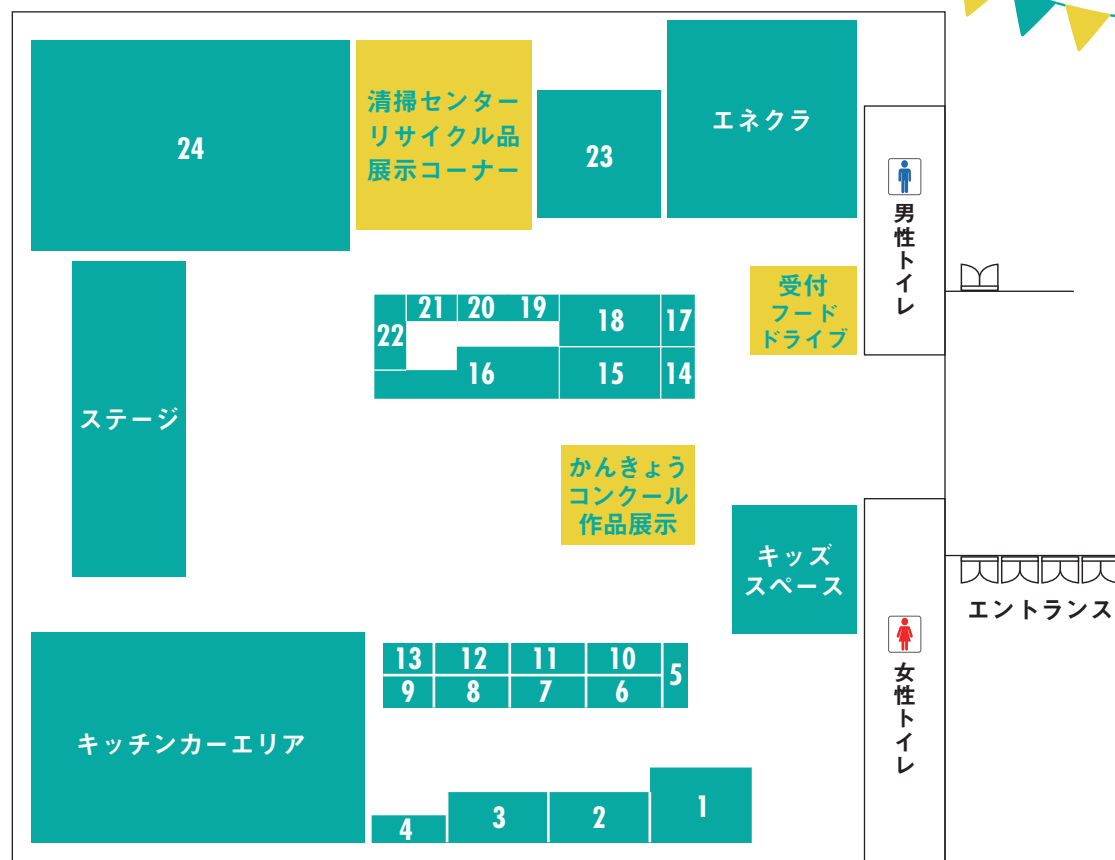 24
清掃センター
リサイクル品
展示コーナー
23
エネクラ
男性トイレ
受付
フード
ドライブ
21
20
19
18
17
22
16
15
14
ステージ
かんきょう
コンクール
作品展示
キッズ
スペース
エントランス
女性トイレ
13
12
11
10
5
9
8
7
6
キッチンカーエリア
4
3
2
1